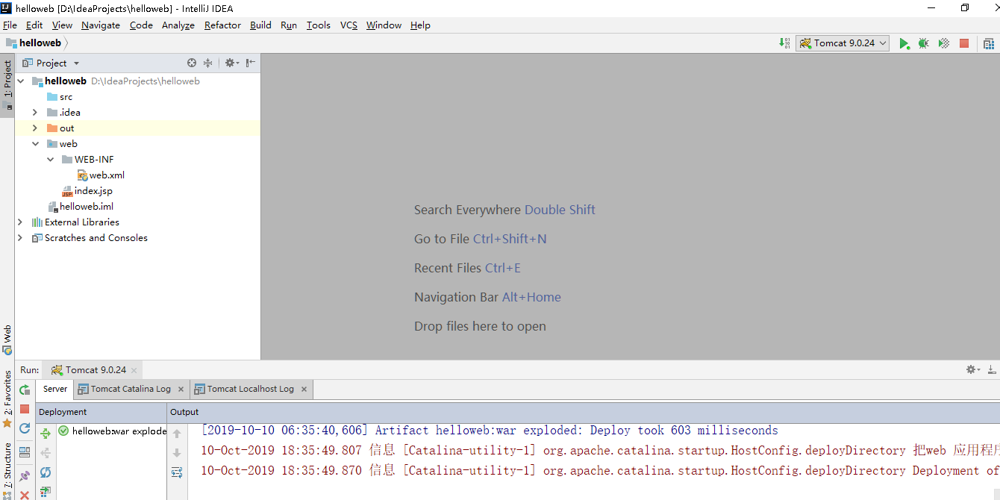 helloweb [D:\IdeaProjects\helloweb] - IntelliJ IDEA
File Edit View Navigate Code Analyze Refactor Build Run Tools VCS Window Help
helloweb
Tomcat 9.0.24
1: Project
Project
helloweb D:\IdeaProjects\helloweb
src
.idea
out
web
WEB-INF
web.xml
index.jsp
helloweb.iml
External Libraries
Scratches and Consoles
Search Everywhere Double Shift
Go to File Ctrl+Shift+N
Recent Files Ctrl+E
Navigation Bar Alt+Home
Drop files here to open
Web
2: Favorites
7: Structure
Run: Tomcat 9.0.24
Server Tomcat Catalina Log Tomcat Localhost Log
Deployment Output
helloweb:war explode
[2019-10-10 06:35:40,606] Artifact helloweb:war exploded: Deploy took 603 milliseconds
10-Oct-2019 18:35:49.807 信息 [Catalina-utility-1] org.apache.catalina.startup.HostConfig.deployDirectory 把web 应用程序
10-Oct-2019 18:35:49.870 信息 [Catalina-utility-1] org.apache.catalina.startup.HostConfig.deployDirectory Deployment of